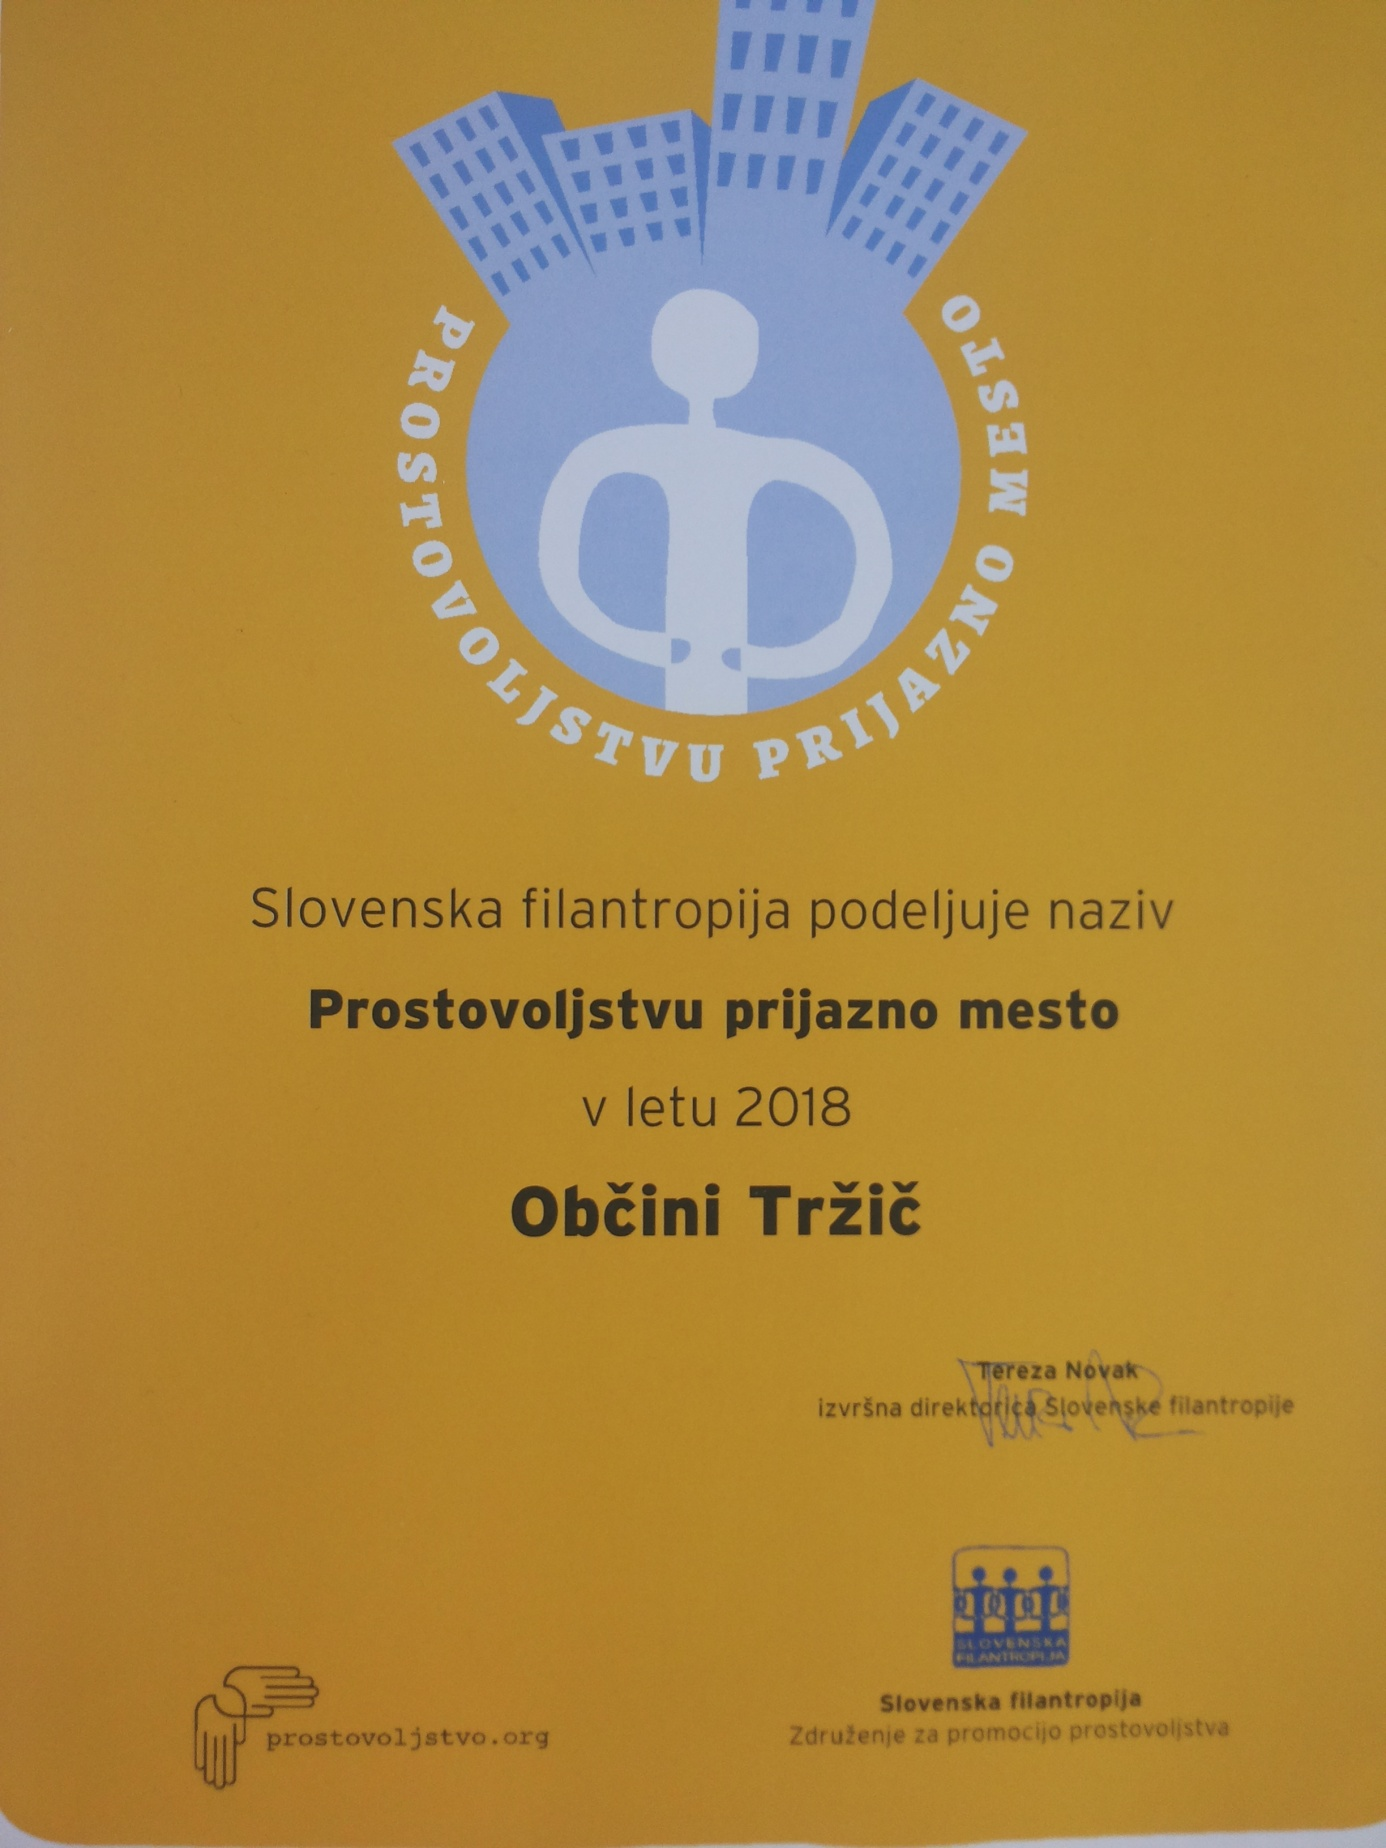 PROSTOVOLJSTVU PRIJAZNO MESTO
Slovenska filantropija podeljuje naziv
Prostovoljstvu prijazno mesto
v letu 2018
Občini Tržič
Tereza Novak
izvršna direktorica Slovenske filantropije
SLOVENSKA
FILANTROPIJA
Slovenska filantropija
Združenje za promocijo prostovoljstva
prostovoljstvo.org